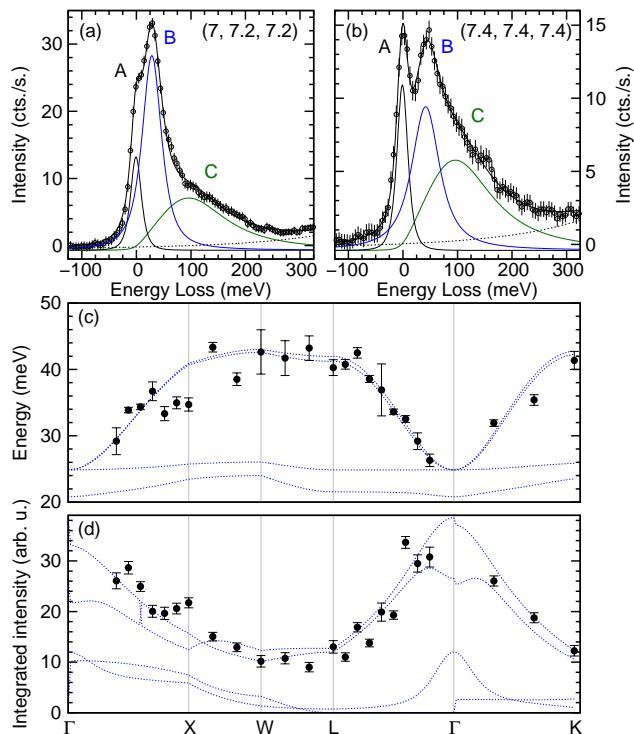 (a)
(7, 7.2, 7.2)
A
B
C
Intensity (cts./s.)
30
20
10
0
−100
0
100
200
300
Energy Loss (meV)
(b)
(7.4, 7.4, 7.4)
A
B
C
15
10
5
0
Intensity (cts./s.)
−100
0
100
200
300
Energy Loss (meV)
(c)
Energy (meV)
50
40
30
20
(d)
Integrated intensity (arb. u.)
40
30
20
10
0
Γ
X
W
L
Γ
K